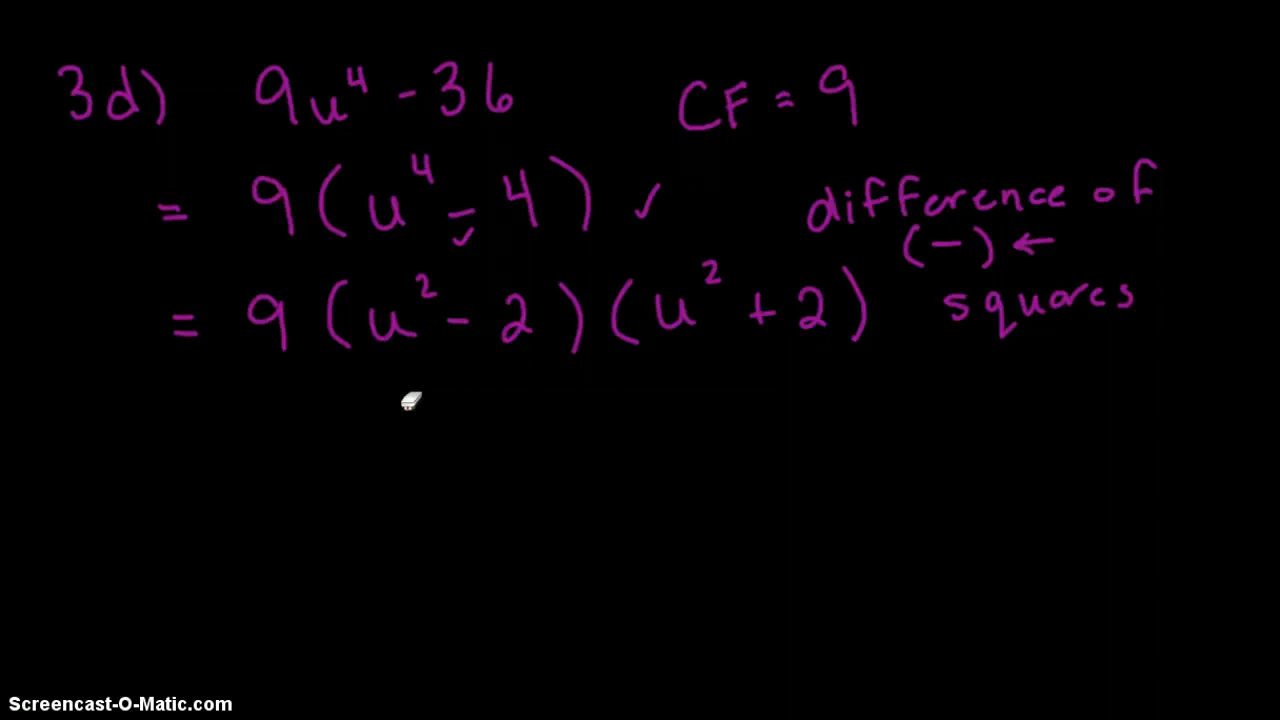 3d) 9u⁴ - 36 CF = 9
= 9(u⁴ - 4) ✓ difference of
(-) ←
= 9(u² - 2)(u² + 2) squares
Screencast-O-Matic.com